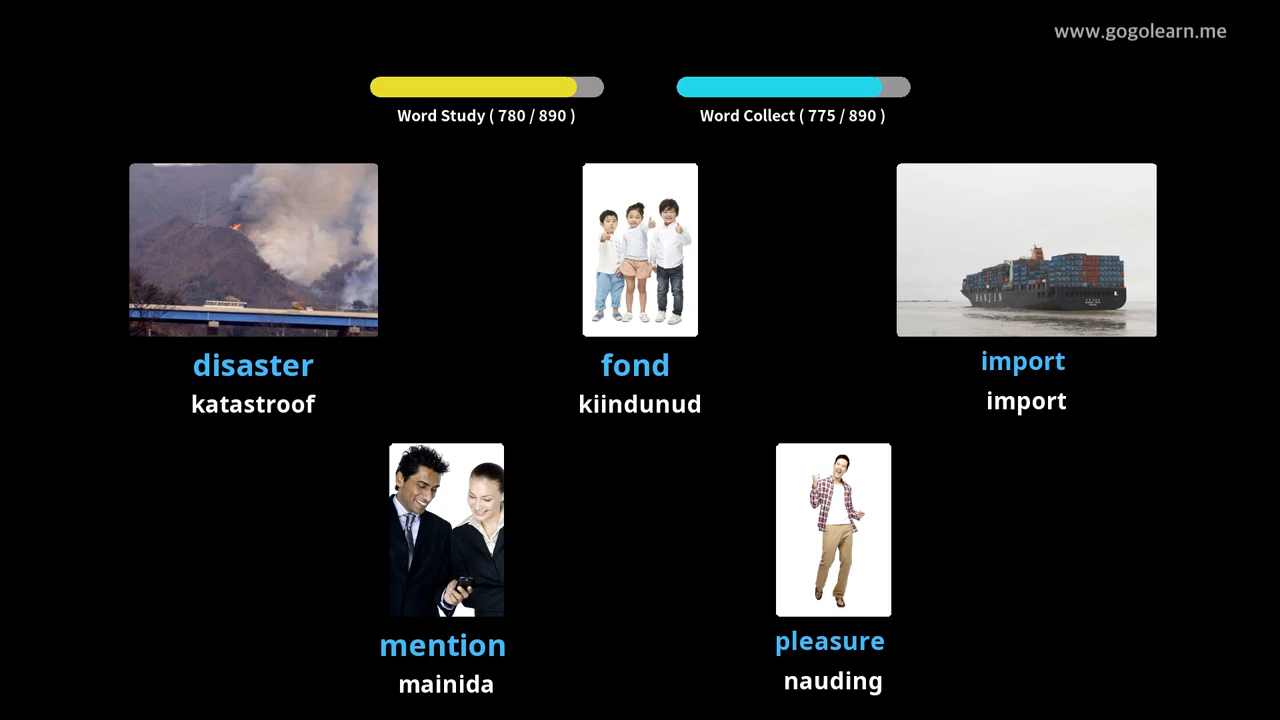 www.gogolearn.me
Word Study ( 780 / 890 )
Word Collect ( 775 / 890 )
disaster
katastroof
fond
kiindunud
import
import
mention
mainida
pleasure
nauding